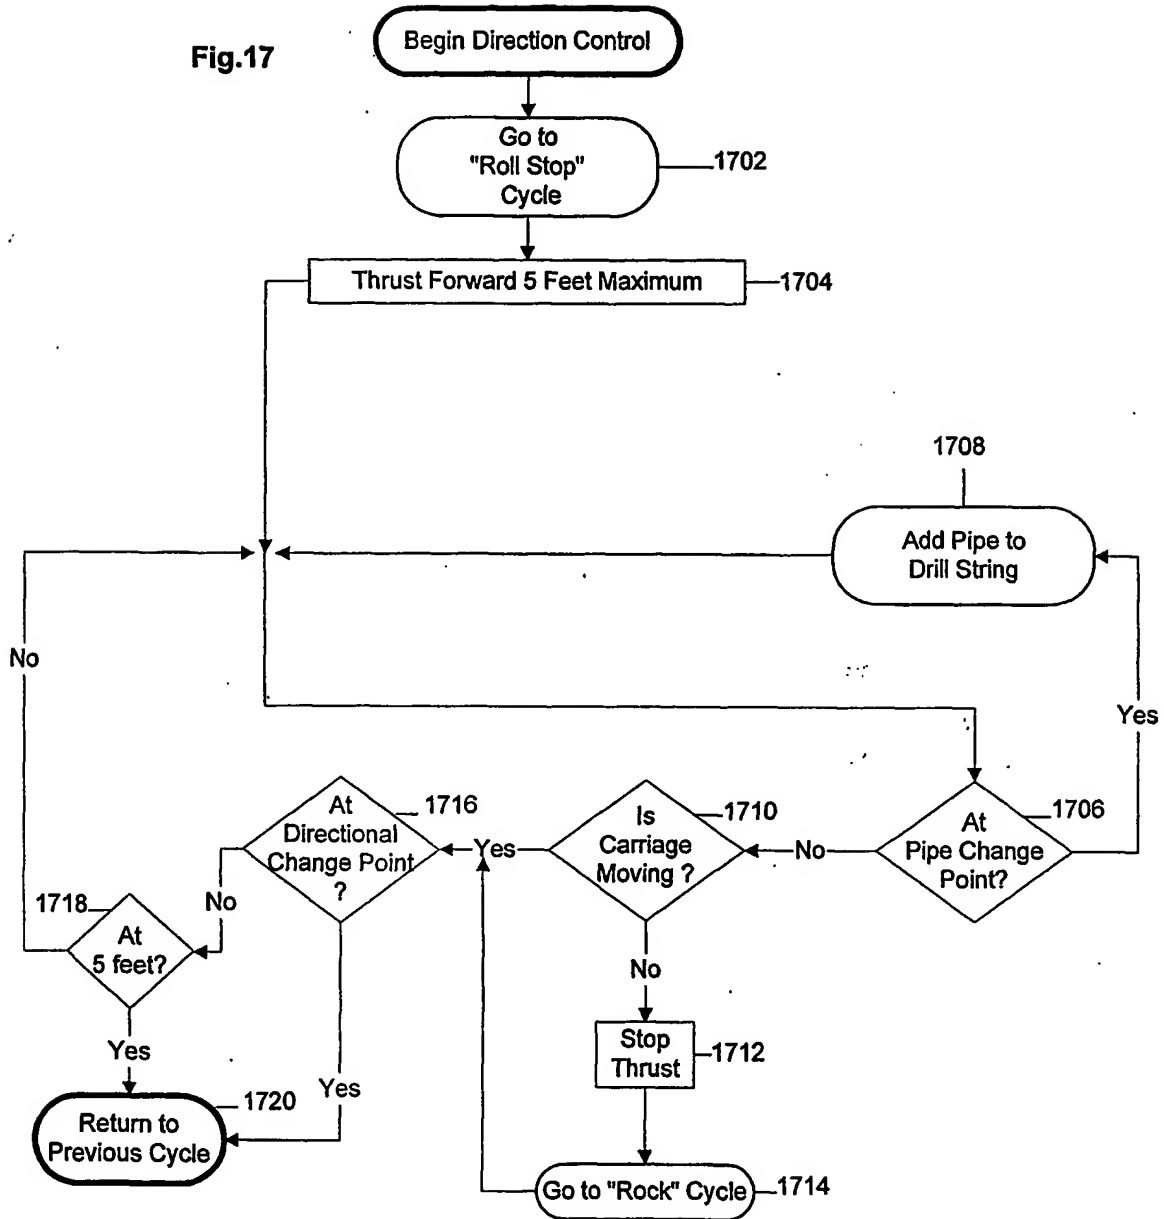 Fig.17
Begin Direction Control
Go to
"Roll Stop"
Cycle
1702
Thrust Forward 5 Feet Maximum
1704
1708
Add Pipe to
Drill String
No
Yes
At
Directional
Change Point
?
1716
Is
Carriage
Moving ?
1710
At
Pipe Change
Point?
1706
Yes
No
1718
At
5 feet?
No
No
Stop
Thrust
1712
Yes
Yes
Return to
Previous Cycle
1720
Go to "Rock" Cycle
1714